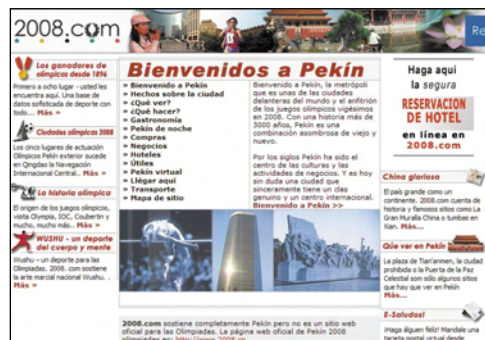 2008.com
Re
Los ganadores de
olímpicos desde 1896
Primero a ocho lugar - usted les
encuentra aquí. Una base de
datos sofisticada de deporte con
todo.... Más »
Ciudades olímpicas 2008
Los cinco lugares de actuación
Olímpicos Pekín exterior sucede
en Qingdao la Navegación
Internacional Central.. Más »
La historia olímpica
El origen de los juegos olímpicos,
visita Olympia, IOC, Coubertin y
mucho, mucho más.. Más »
WUSHU - un deporte
del cuerpo y mente
Wushu - un deporte para las
Olimpiadas. 2008. com sostiene
la arte marcial nacional Wushu. .
Más »
Bienvenidos a Pekín
» Bienvenido a Pekín
» Hechos sobre la ciudad
» ¿Qué ver?
» ¿Qué hacer?
» Gastronomía
» Pekín de noche
» Compras
» Negocios
» Hoteles
» Útiles
» Pekín virtual
» Llégar aquí
» Transporte
» Mapa de sitio
Bienvenido a Pekín, la metrópoli
que es unas de las ciudades
delanteras del mundo y el anfitrión
de los juegos olímpicos vigésimos
en 2008. Con una historia más de
3000 años, Pekín es una
combinación asombrosa de viejo y
nuevo.
Por los siglos Pekín ha sido el
centro de las culturas y las
actividades de negocios. Y es hoy
sin duda una ciudad que
sinceramente tiene un clas
genuino y un centro internacional.
Bienvenido a Pekín >>
2008.com sostiene completamente Pekín pero no es un sitio web
oficial para las Olimpiadas. La página web oficial de Pekín 2008
Haga aquí
la segura
RESERVACION
DE HOTEL
en línea en
2008.com
China gloriosa
El país grande como un
continente. 2008.com cuenta de
historia y famosos sitios como La
Gran Muralla China o tumbas en
Xian. Más...
Qúe ver en Pekín
La plaza de Tian'anmen, la ciudad
prohibida o la Puerta de la Paz
Celestial som sólo algunos sitios
que hay que ver en Pekín
Más...
E-Saludos!
¡Haga álguen feliz! Mandale una
tarjeta postal virtual desde